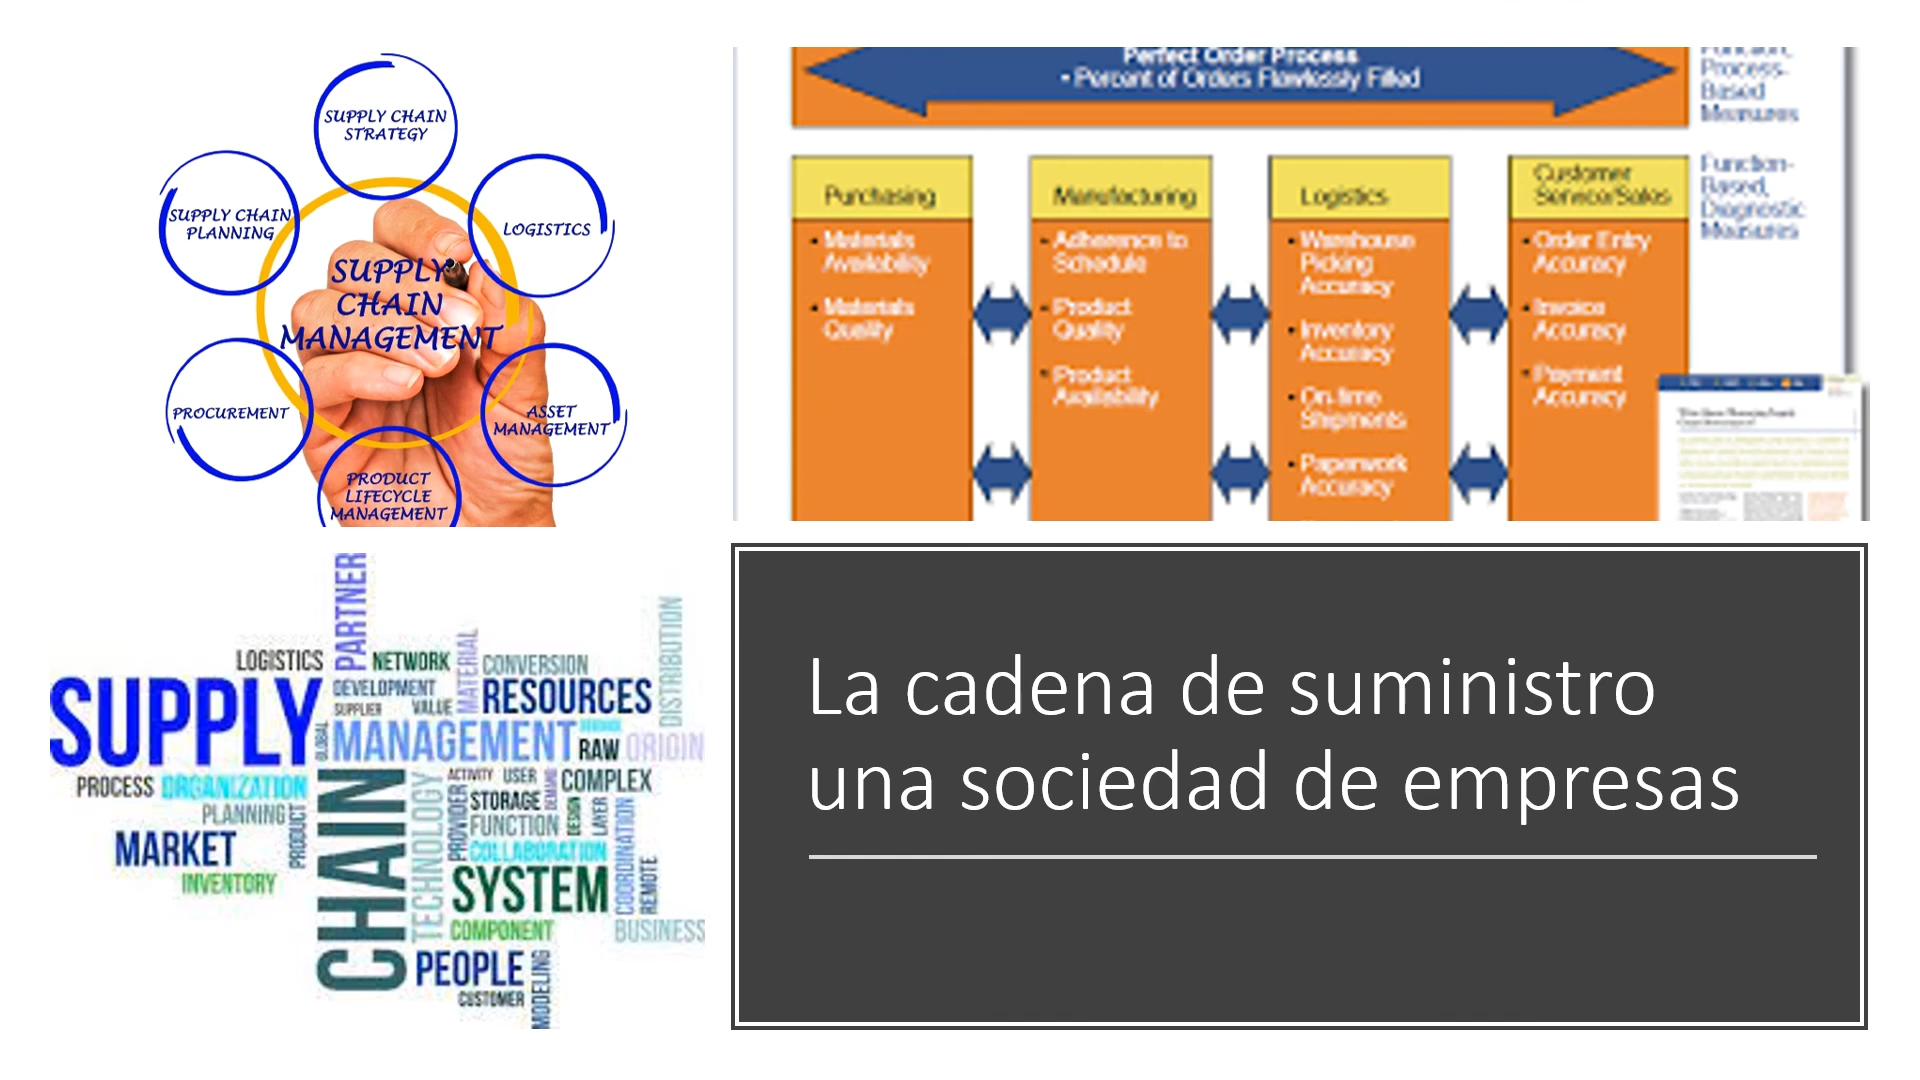 SUPPLY CHAIN
STRATEGY
SUPPLY CHAIN
PLANNING
LOGISTICS
SUPPLY
CHAIN
MANAGEMENT
PROCUREMENT
ASSET
MANAGEMENT
PRODUCT
LIFECYCLE
MANAGEMENT
Perfect Order Process
• Percent of Orders Flawlessly Filled
Process-
Based
Measures
Purchasing
• Materials
Availability
• Materials
Quality
Manufacturing
• Adherence to
Schedule
• Product
Quality
• Product
Availability
Logistics
• Warehouse
Picking
Accuracy
• Inventory
Accuracy
• On-time
Shipments
• Paperwork
Accuracy
Customer
Service/Sales
• Order Entry
Accuracy
• Invoice
Accuracy
• Payment
Accuracy
Function-
Based,
Diagnostic
Measures
PARTNER
LOGISTICS
NETWORK
MATERIAL
CONVERSION
DISTRIBUTION
SUPPLY
DEVELOPMENT
RESOURCES
SUPPLIER
VALUE
GLOBAL
MANAGEMENT
RAW
ORIGIN
PROCESS
ORGANIZATION
ACTIVITY
USER
COMPLEX
PLANNING
PRODUCT
CHAIN
TECHNOLOGY
PROVIDER
STORAGE
DEMAND
FUNCTION
DESIGN
LAYER
COORDINATION
MARKET
COLLABORATION
INVENTORY
SYSTEM
REMOTE
COMPONENT
BUSINESS
PEOPLE
CUSTOMER
MODELING
La cadena de suministro
una sociedad de empresas